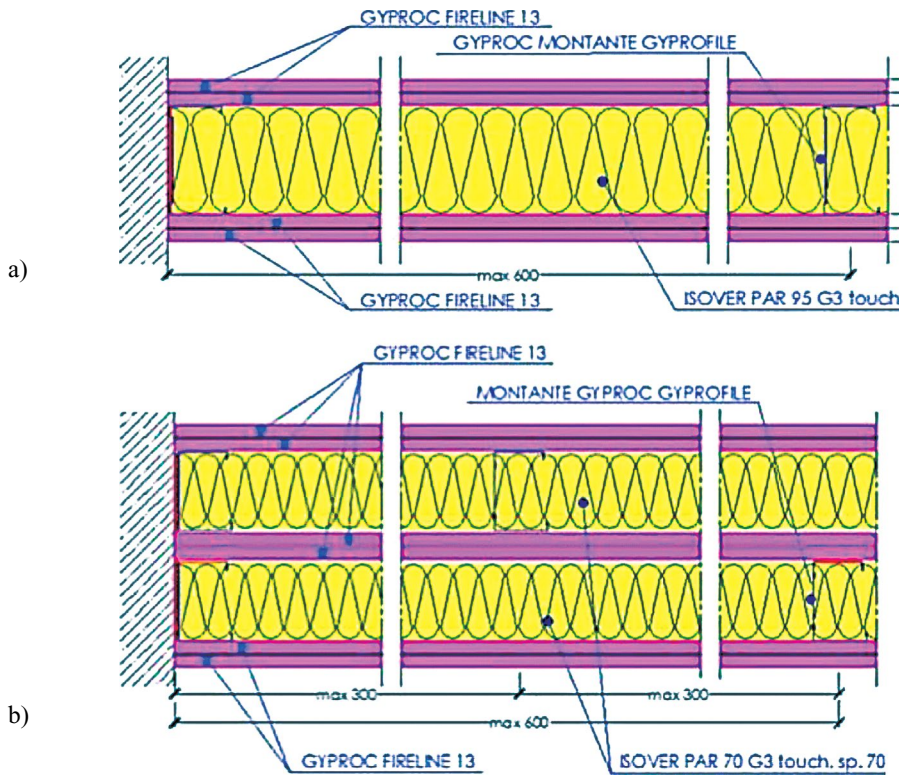 GYPROC FIRELINE 13
GYPROC MONTANTE GYPROFILE
a)
max 600
GYPROC FIRELINE 13
ISOVER PAR 95 G3 touch
GYPROC FIRELINE 13
MONTANTE GYPROC GYPROFILE
max 300
max 300
max 600
b)
GYPROC FIRELINE 13
ISOVER PAR 70 G3 touch. sp. 70